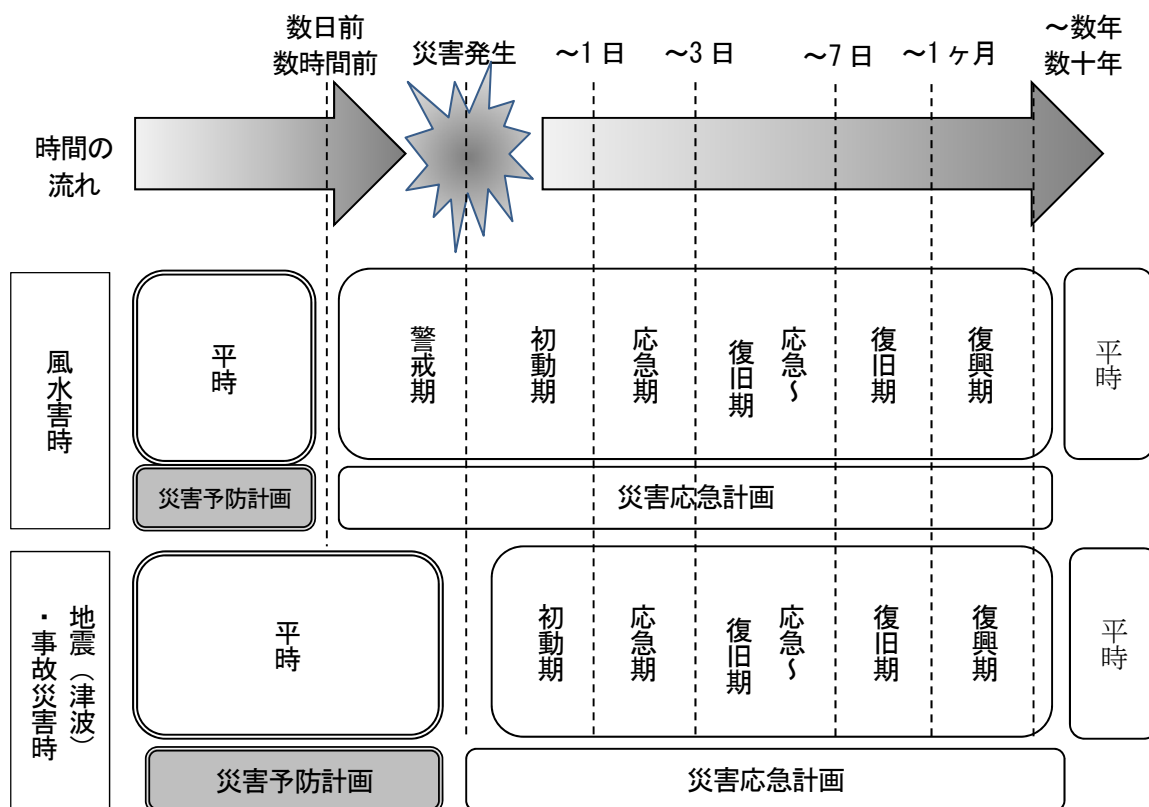 数日前
数時間前
災害発生
～1日
～3日
～7日
～1ヶ月
～数年
数十年
時間の
流れ
風水害時
平時
警戒期
初動期
応急期
応急～
復旧期
復旧期
復興期
平時
災害予防計画
災害応急計画
地震（津波）
・事故災害時
平時
初動期
応急期
応急～
復旧期
復旧期
復興期
平時
災害予防計画
災害応急計画